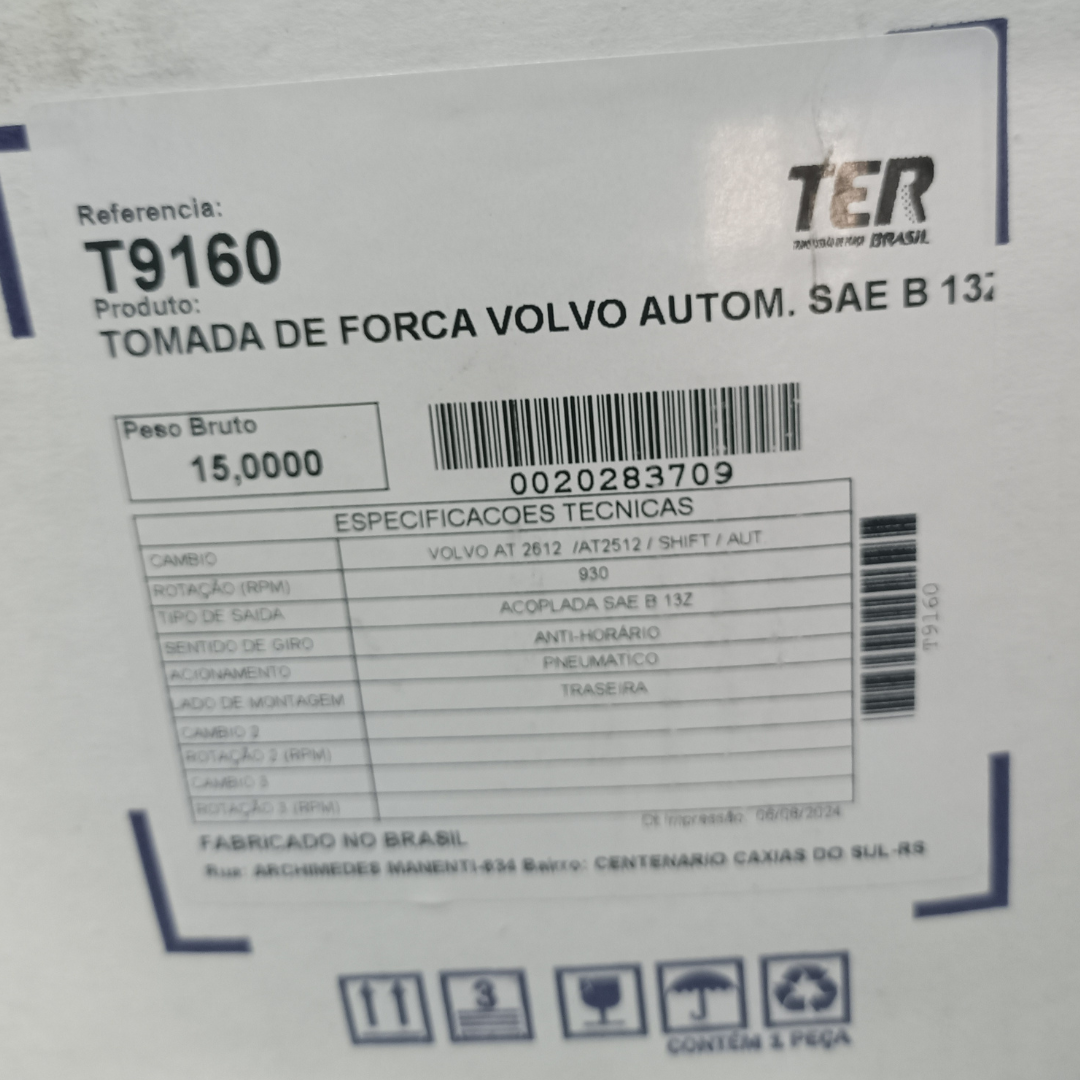 Referencia:
T9160
TER
BRASIL
Produto:
TOMADA DE FORCA VOLVO AUTOM. SAE B 13Z
Peso Bruto
15,0000
0020283709
ESPECIFICACOES TECNICAS
CAMBIO VOLVO AT 2612 /AT2512 / SHIFT / AUT
ROTAÇÃO (RPM) 930
TIPO DE SAIDA ACOPLADA SAE B 13Z
SENTIDO DE GIRO ANTI-HORÁRIO
ACIONAMENTO PNEUMATICO
LADO DE MONTAGEM TRASEIRA
CAMBIO 2
ROTAÇÃO 2 (RPM)
CAMBIO 3
ROTAÇÃO 3 (RPM)
T9160
Dt Impressão: 06/08/2024
FABRICADO NO BRASIL
Rua: ARCHIMEDES MANENTI-634 Bairro: CENTENARIO CAXIAS DO SUL-RS
3
CONTÉM 1 PEÇA